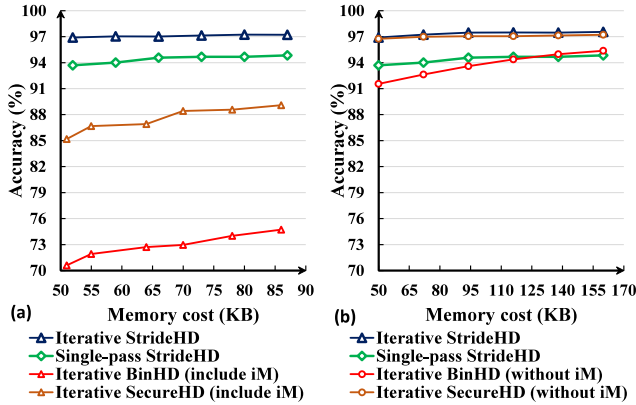 100
97
94
91
88
85
82
79
76
73
70
Accuracy (%)
50 55 60 65 70 75 80 85 90
(a) Memory cost (KB)
Iterative StrideHD
Single-pass StrideHD
Iterative BinHD (include iM)
Iterative SecureHD (include iM)
100
97
94
91
88
85
82
79
76
73
70
Accuracy (%)
50 65 80 95 110 125 140 155 170
(b) Memory cost (KB)
Iterative StrideHD
Single-pass StrideHD
Iterative BinHD (without iM)
Iterative SecureHD (without iM)